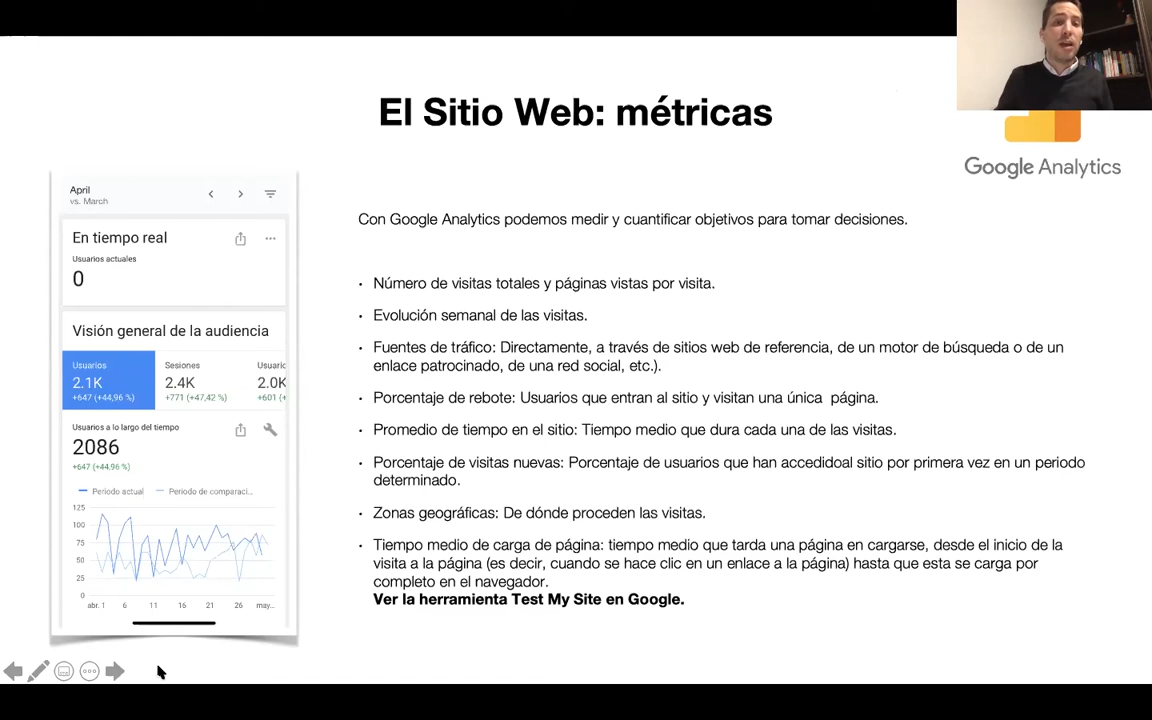 El Sitio Web: métricas
Google Analytics
April
vs. March
En tiempo real
Usuarios actuales
0
Visión general de la audiencia
Usuarios
2.1K
+647 (+44,96 %)
Sesiones
2.4K
+771 (+47,42 %)
Usuaric
2.0K
+601 (+
Usuarios a lo largo del tiempo
2086
+647 (+44,96 %)
Periodo actual
Periodo de comparaci...
125
100
75
50
25
0
abr. 1 6 11 16 21 26 may...
Con Google Analytics podemos medir y cuantificar objetivos para tomar decisiones.
• Número de visitas totales y páginas vistas por visita.
• Evolución semanal de las visitas.
• Fuentes de tráfico: Directamente, a través de sitios web de referencia, de un motor de búsqueda o de un
enlace patrocinado, de una red social, etc.).
• Porcentaje de rebote: Usuarios que entran al sitio y visitan una única página.
• Promedio de tiempo en el sitio: Tiempo medio que dura cada una de las visitas.
• Porcentaje de visitas nuevas: Porcentaje de usuarios que han accedidoal sitio por primera vez en un periodo
determinado.
• Zonas geográficas: De dónde proceden las visitas.
• Tiempo medio de carga de página: tiempo medio que tarda una página en cargarse, desde el inicio de la
visita a la página (es decir, cuando se hace clic en un enlace a la página) hasta que esta se carga por
completo en el navegador.
Ver la herramienta Test My Site en Google.